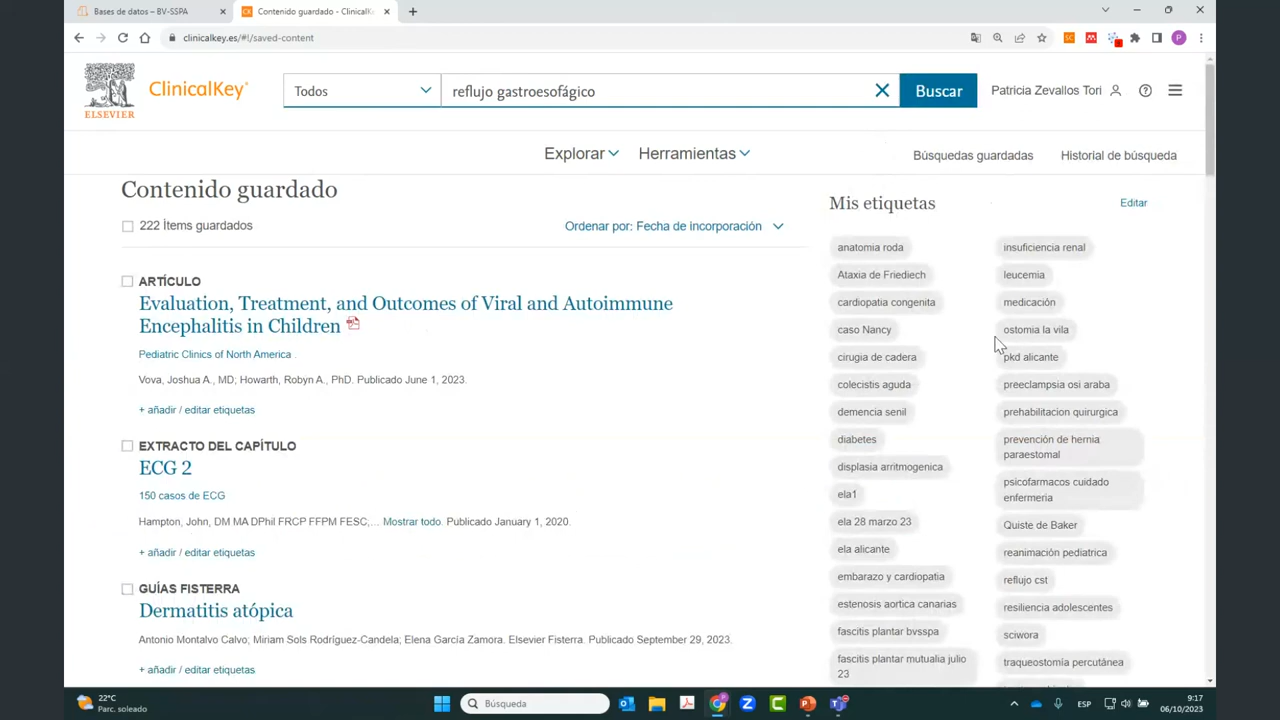 Bases de datos – BV-SSPA
Contenido guardado - ClinicalKe
clinicalkey.es/#!/saved-content
ELSEVIER
ClinicalKey
Todos
reflujo gastroesofágico
Buscar
Patricia Zevallos Tori
Explorar
Herramientas
Búsquedas guardadas
Historial de búsqueda
Contenido guardado
222 Ítems guardados
Ordenar por: Fecha de incorporación
ARTÍCULO
Evaluation, Treatment, and Outcomes of Viral and Autoimmune
Encephalitis in Children
Pediatric Clinics of North America
Vova, Joshua A., MD; Howarth, Robyn A., PhD. Publicado June 1, 2023.
+ añadir / editar etiquetas
EXTRACTO DEL CAPÍTULO
ECG 2
150 casos de ECG
Hampton, John, DM MA DPhil FRCP FFPM FESC,... Mostrar todo. Publicado January 1, 2020.
+ añadir / editar etiquetas
GUÍAS FISTERRA
Dermatitis atópica
Antonio Montalvo Calvo; Miriam Sols Rodríguez-Candela; Elena García Zamora. Elsevier Fisterra. Publicado September 29, 2023.
+ añadir / editar etiquetas
Mis etiquetas
Editar
anatomia roda
Ataxia de Friediech
cardiopatia congenita
caso Nancy
cirugia de cadera
colecistis aguda
demencia senil
diabetes
displasia arritmogenica
ela1
ela 28 marzo 23
ela alicante
embarazo y cardiopatia
estenosis aortica canarias
fascitis plantar bvsspa
fascitis plantar mutualia julio
23
insuficiencia renal
leucemia
medicación
ostomia la vila
pkd alicante
preeclampsia osi araba
prehabilitacion quirurgica
prevención de hernia
paraestomal
psicofarmacos cuidado
enfermeria
Quiste de Baker
reanimación pediatrica
reflujo cst
resiliencia adolescentes
sciwora
traqueostomía percutánea
22°C
Parc. soleado
Búsqueda
ESP
9:17
06/10/2023